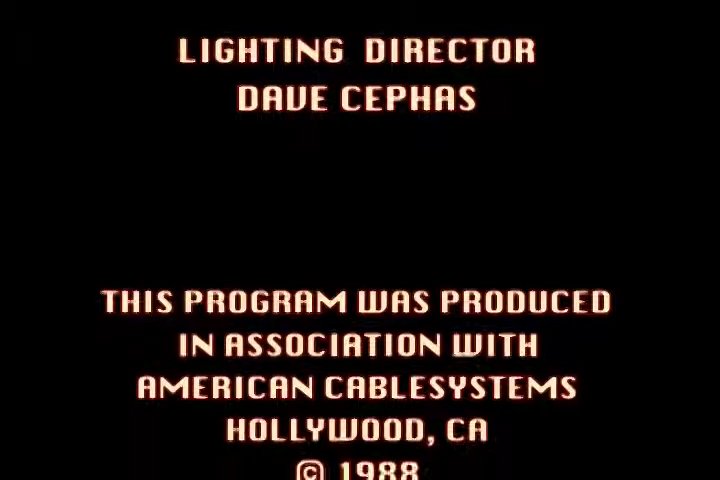 LIGHTING DIRECTOR
DAVE CEPHAS
THIS PROGRAM WAS PRODUCED
IN ASSOCIATION WITH
AMERICAN CABLESYSTEMS
HOLLYWOOD, CA
© 1988